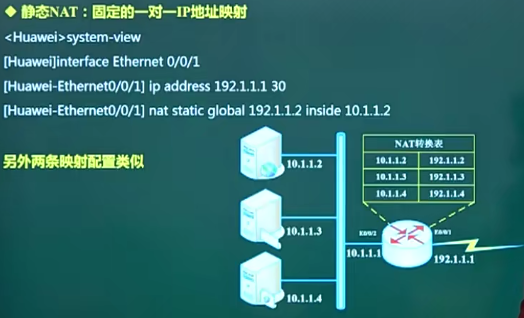 ◆ 静态NAT：固定的一对一IP地址映射
<Huawei>system-view
[Huawei]interface Ethernet 0/0/1
[Huawei-Ethernet0/0/1] ip address 192.1.1.1 30
[Huawei-Ethernet0/0/1] nat static global 192.1.1.2 inside 10.1.1.2
另外两条映射配置类似
NAT转换表
10.1.1.2 192.1.1.2
10.1.1.3 192.1.1.3
10.1.1.4 192.1.1.4
10.1.1.2
10.1.1.3
10.1.1.4
E0/0/2
E0/0/1
10.1.1.1
192.1.1.1